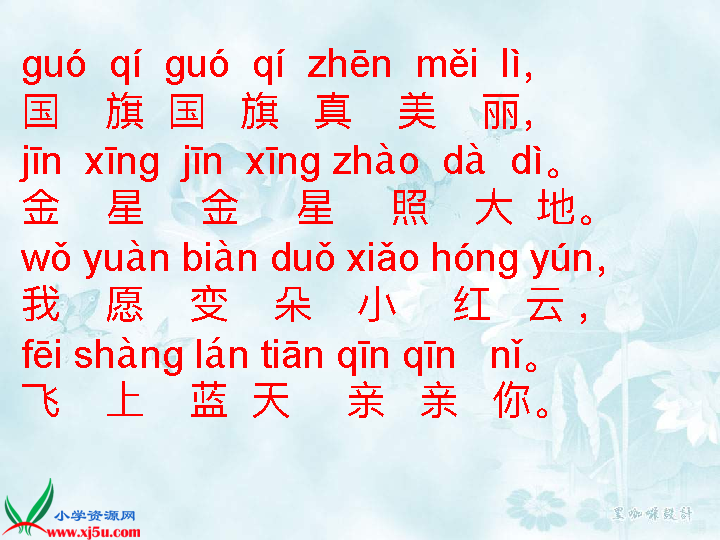 guó qí guó qí zhēn měi lì,
国 旗 国 旗 真 美 丽,
jīn xīng jīn xīng zhào dà dì。
金 星 金 星 照 大 地。
wǒ yuàn biàn duǒ xiǎo hóng yún,
我 愿 变 朵 小 红 云，
fēi shàng lán tiān qīn qīn nǐ。
飞 上 蓝 天 亲 亲 你。
小学资源网
www.xj5u.com
黑咖啡设计